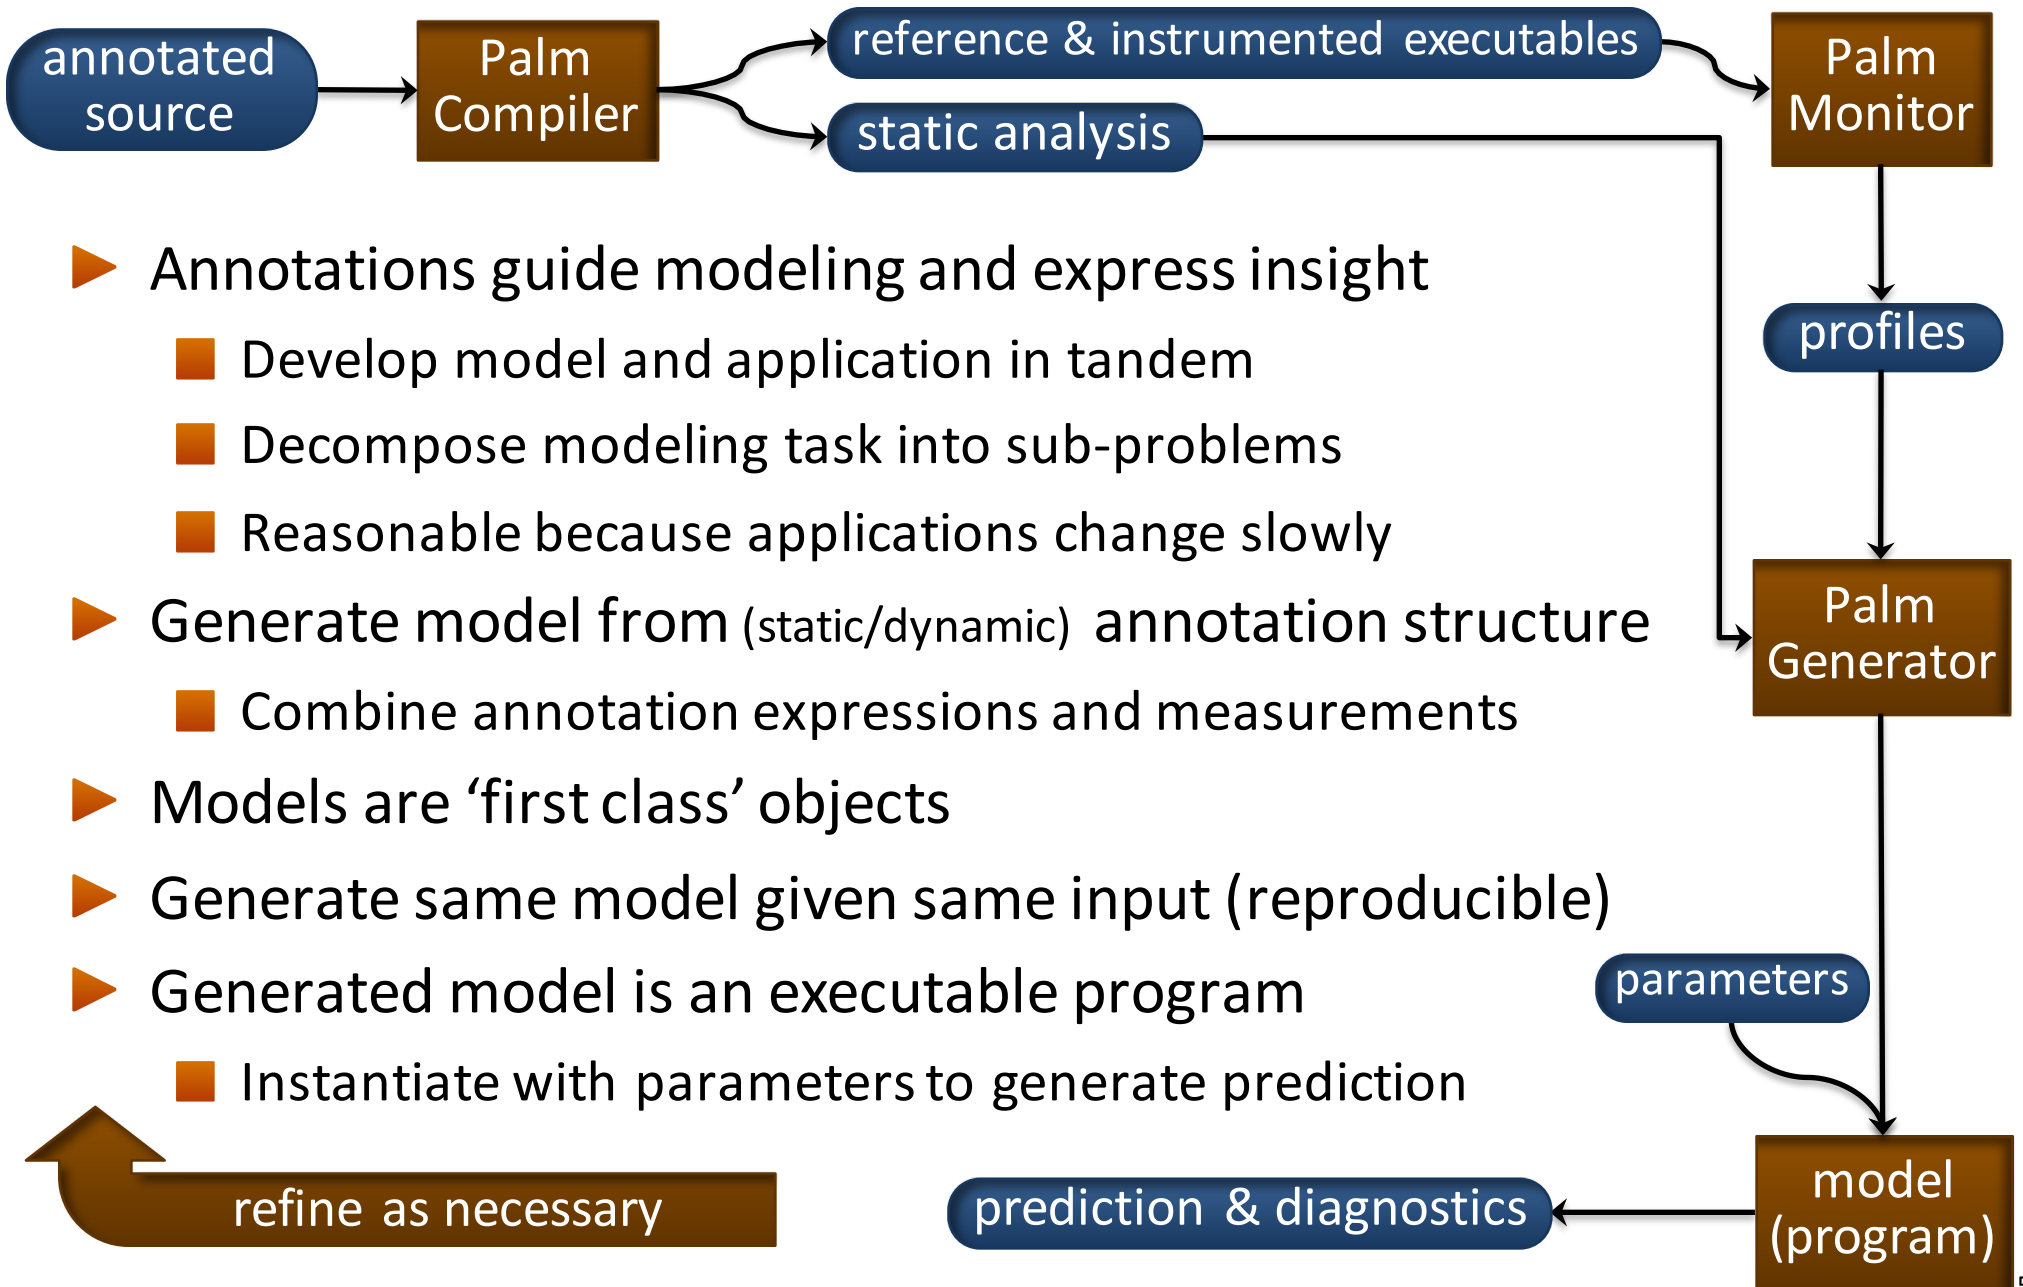 annotated
source
Palm
Compiler
reference & instrumented executables
static analysis
Palm
Monitor
Annotations guide modeling and express insight
Develop model and application in tandem
Decompose modeling task into sub-problems
Reasonable because applications change slowly
profiles
Generate model from (static/dynamic) annotation structure
Combine annotation expressions and measurements
Palm
Generator
Models are ‘first class’ objects
Generate same model given same input (reproducible)
Generated model is an executable program
Instantiate with parameters to generate prediction
parameters
refine as necessary
prediction & diagnostics
model
(program)